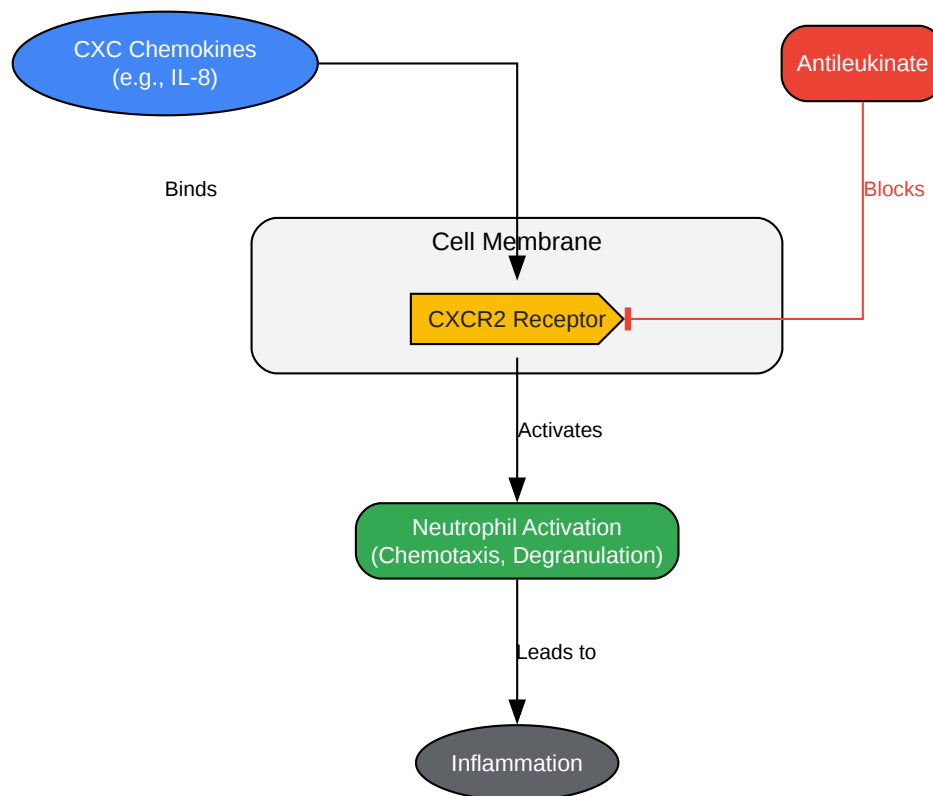 CXC Chemokines
(e.g., IL-8)
Antileukinate
Binds
Blocks
Cell Membrane
CXCR2 Receptor
Activates
Neutrophil Activation
(Chemotaxis, Degranulation)
Leads to
Inflammation